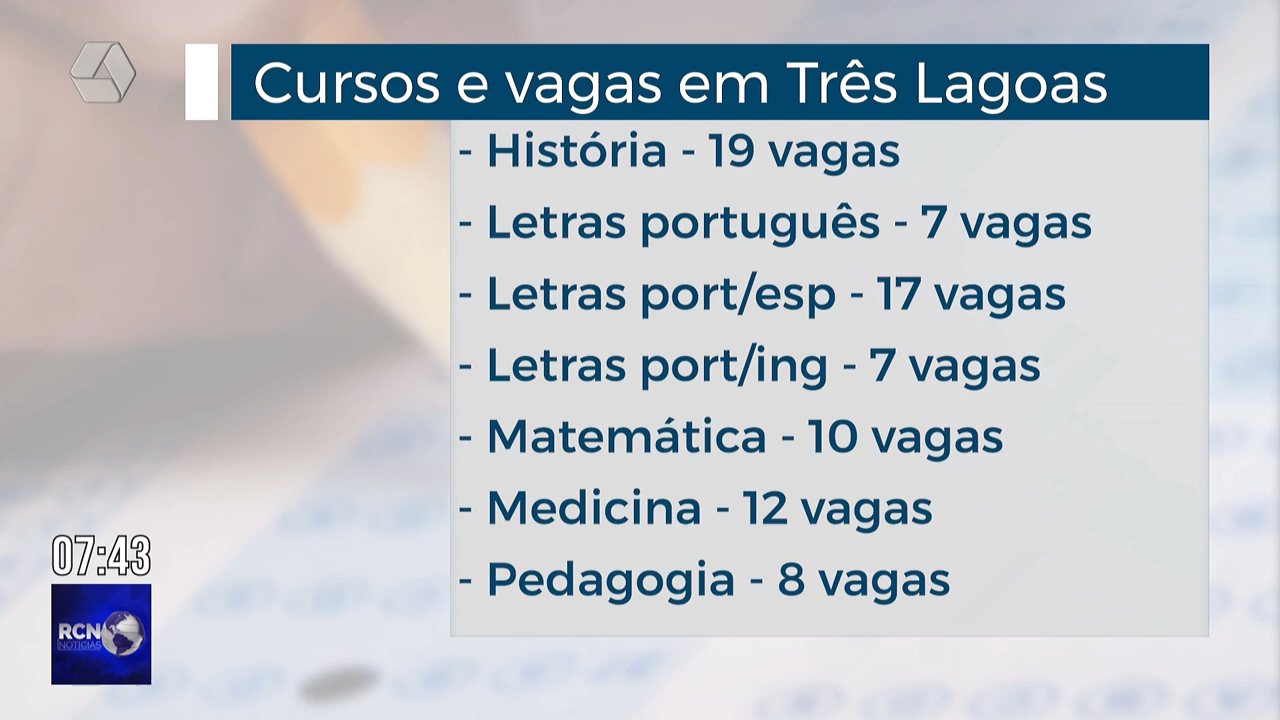 Cursos e vagas em Três Lagoas
- História - 19 vagas
- Letras português - 7 vagas
- Letras port/esp - 17 vagas
- Letras port/ing - 7 vagas
- Matemática - 10 vagas
- Medicina - 12 vagas
- Pedagogia - 8 vagas
07:43
RCN
NOTÍCIAS